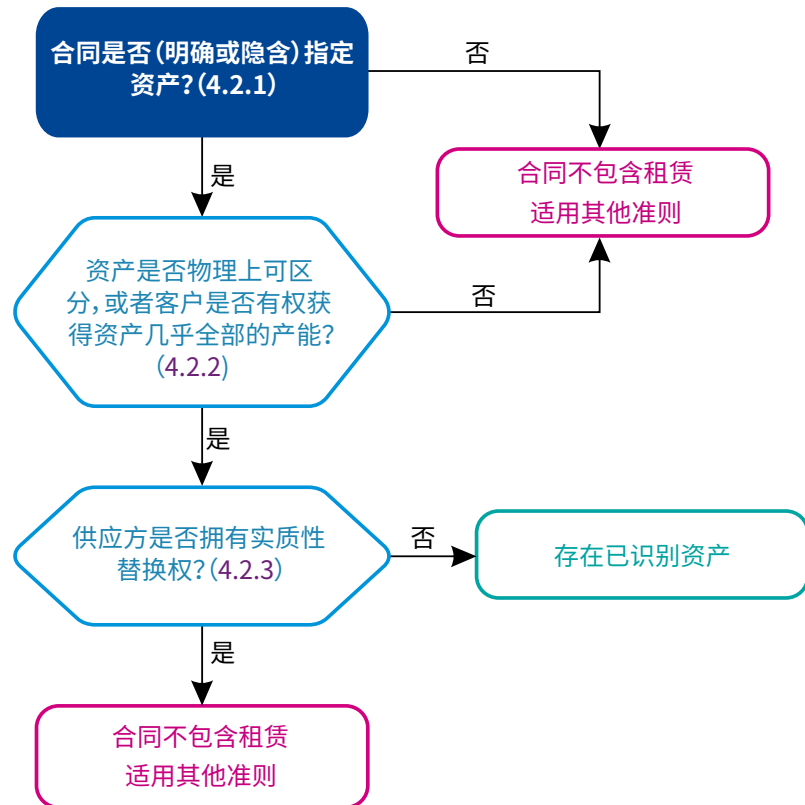 合同是否（明确或隐含）指定
资产？（4.2.1）
否
是
合同不包含租赁
适用其他准则
资产是否物理上可区
分，或者客户是否有权获
得资产几乎全部的产能？
（4.2.2）
否
是
供应方是否拥有实质性
替换权？（4.2.3）
否
存在已识别资产
是
合同不包含租赁
适用其他准则